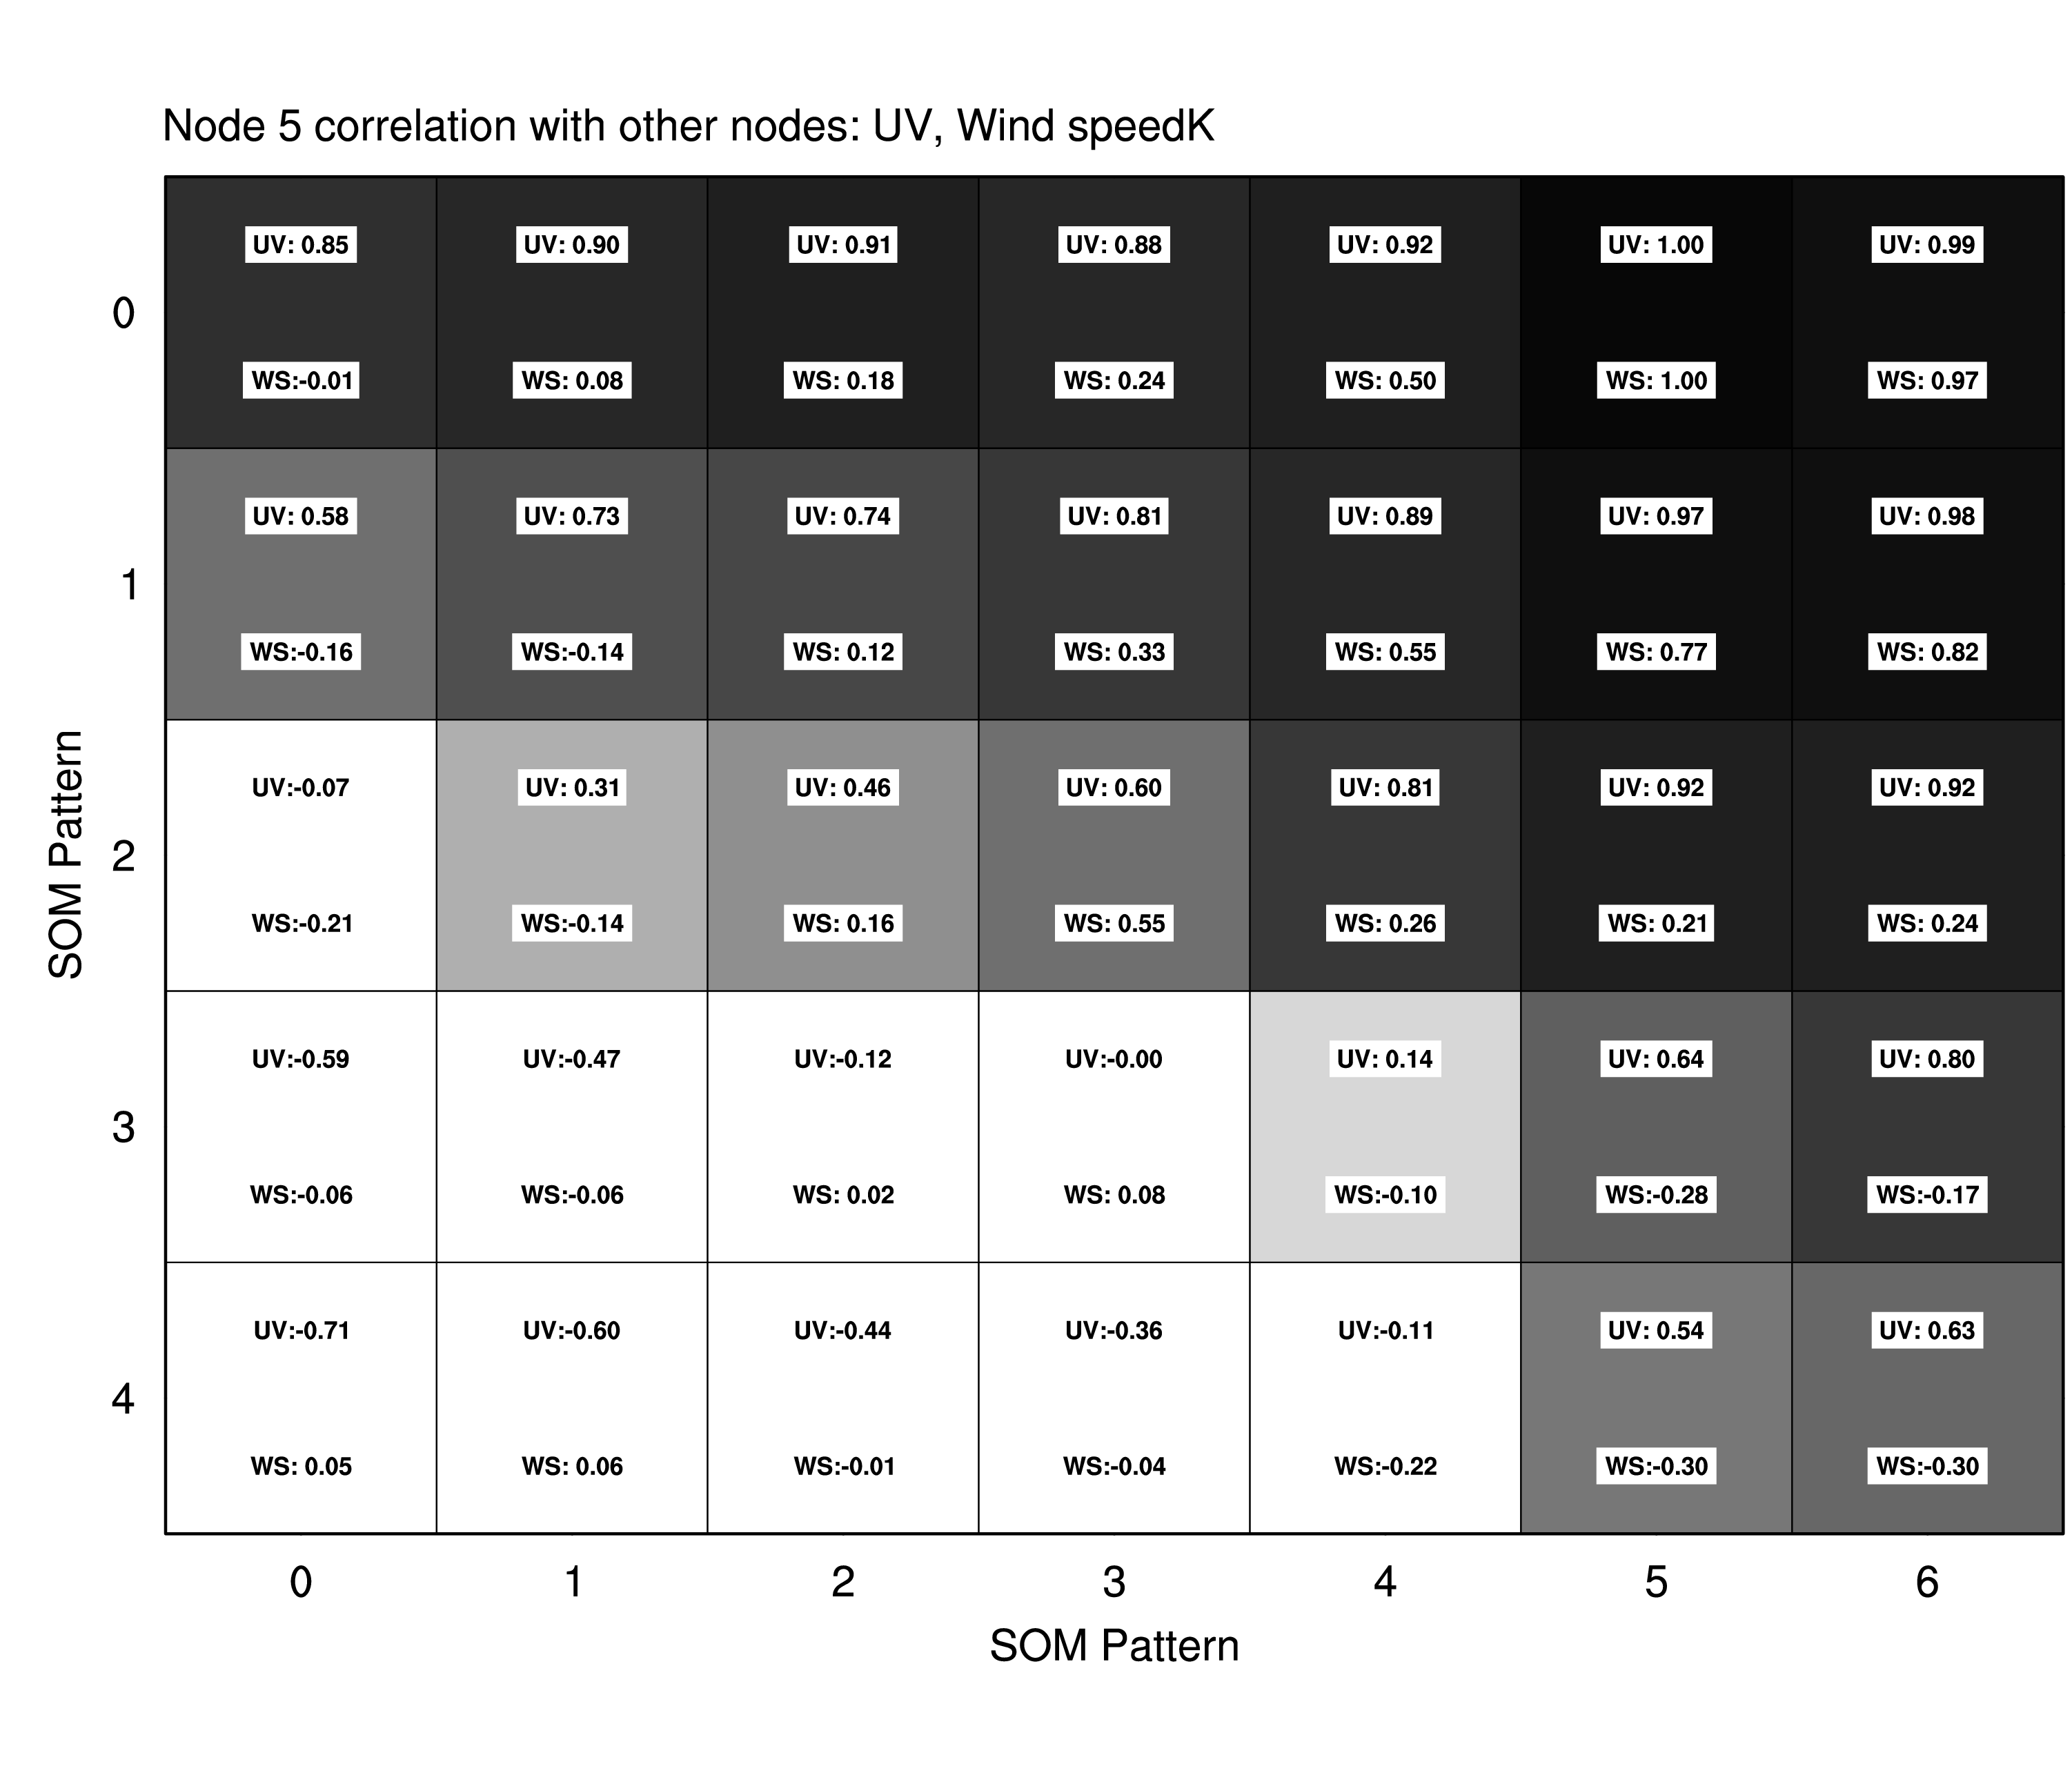 Node 5 correlation with other nodes: UV, Wind speedK
UV: 0.85 UV: 0.90 UV: 0.91 UV: 0.88 UV: 0.92 UV: 1.00 UV: 0.99
0
WS:-0.01 WS: 0.08 WS: 0.18 WS: 0.24 WS: 0.50 WS: 1.00 WS: 0.97
UV: 0.58 UV: 0.73 UV: 0.74 UV: 0.81 UV: 0.89 UV: 0.97 UV: 0.98
1
WS:-0.16 WS:-0.14 WS: 0.12 WS: 0.33 WS: 0.55 WS: 0.77 WS: 0.82
SOM Pattern
UV:-0.07 UV: 0.31 UV: 0.46 UV: 0.60 UV: 0.81 UV: 0.92 UV: 0.92
2
WS:-0.21 WS:-0.14 WS: 0.16 WS: 0.55 WS: 0.26 WS: 0.21 WS: 0.24
UV:-0.59 UV:-0.47 UV:-0.12 UV:-0.00 UV: 0.14 UV: 0.64 UV: 0.80
3
WS:-0.06 WS:-0.06 WS: 0.02 WS: 0.08 WS:-0.10 WS:-0.28 WS:-0.17
UV:-0.71 UV:-0.60 UV:-0.44 UV:-0.36 UV:-0.11 UV: 0.54 UV: 0.63
4
WS: 0.05 WS: 0.06 WS:-0.01 WS:-0.04 WS:-0.22 WS:-0.30 WS:-0.30
0 1 2 3 4 5 6
SOM Pattern